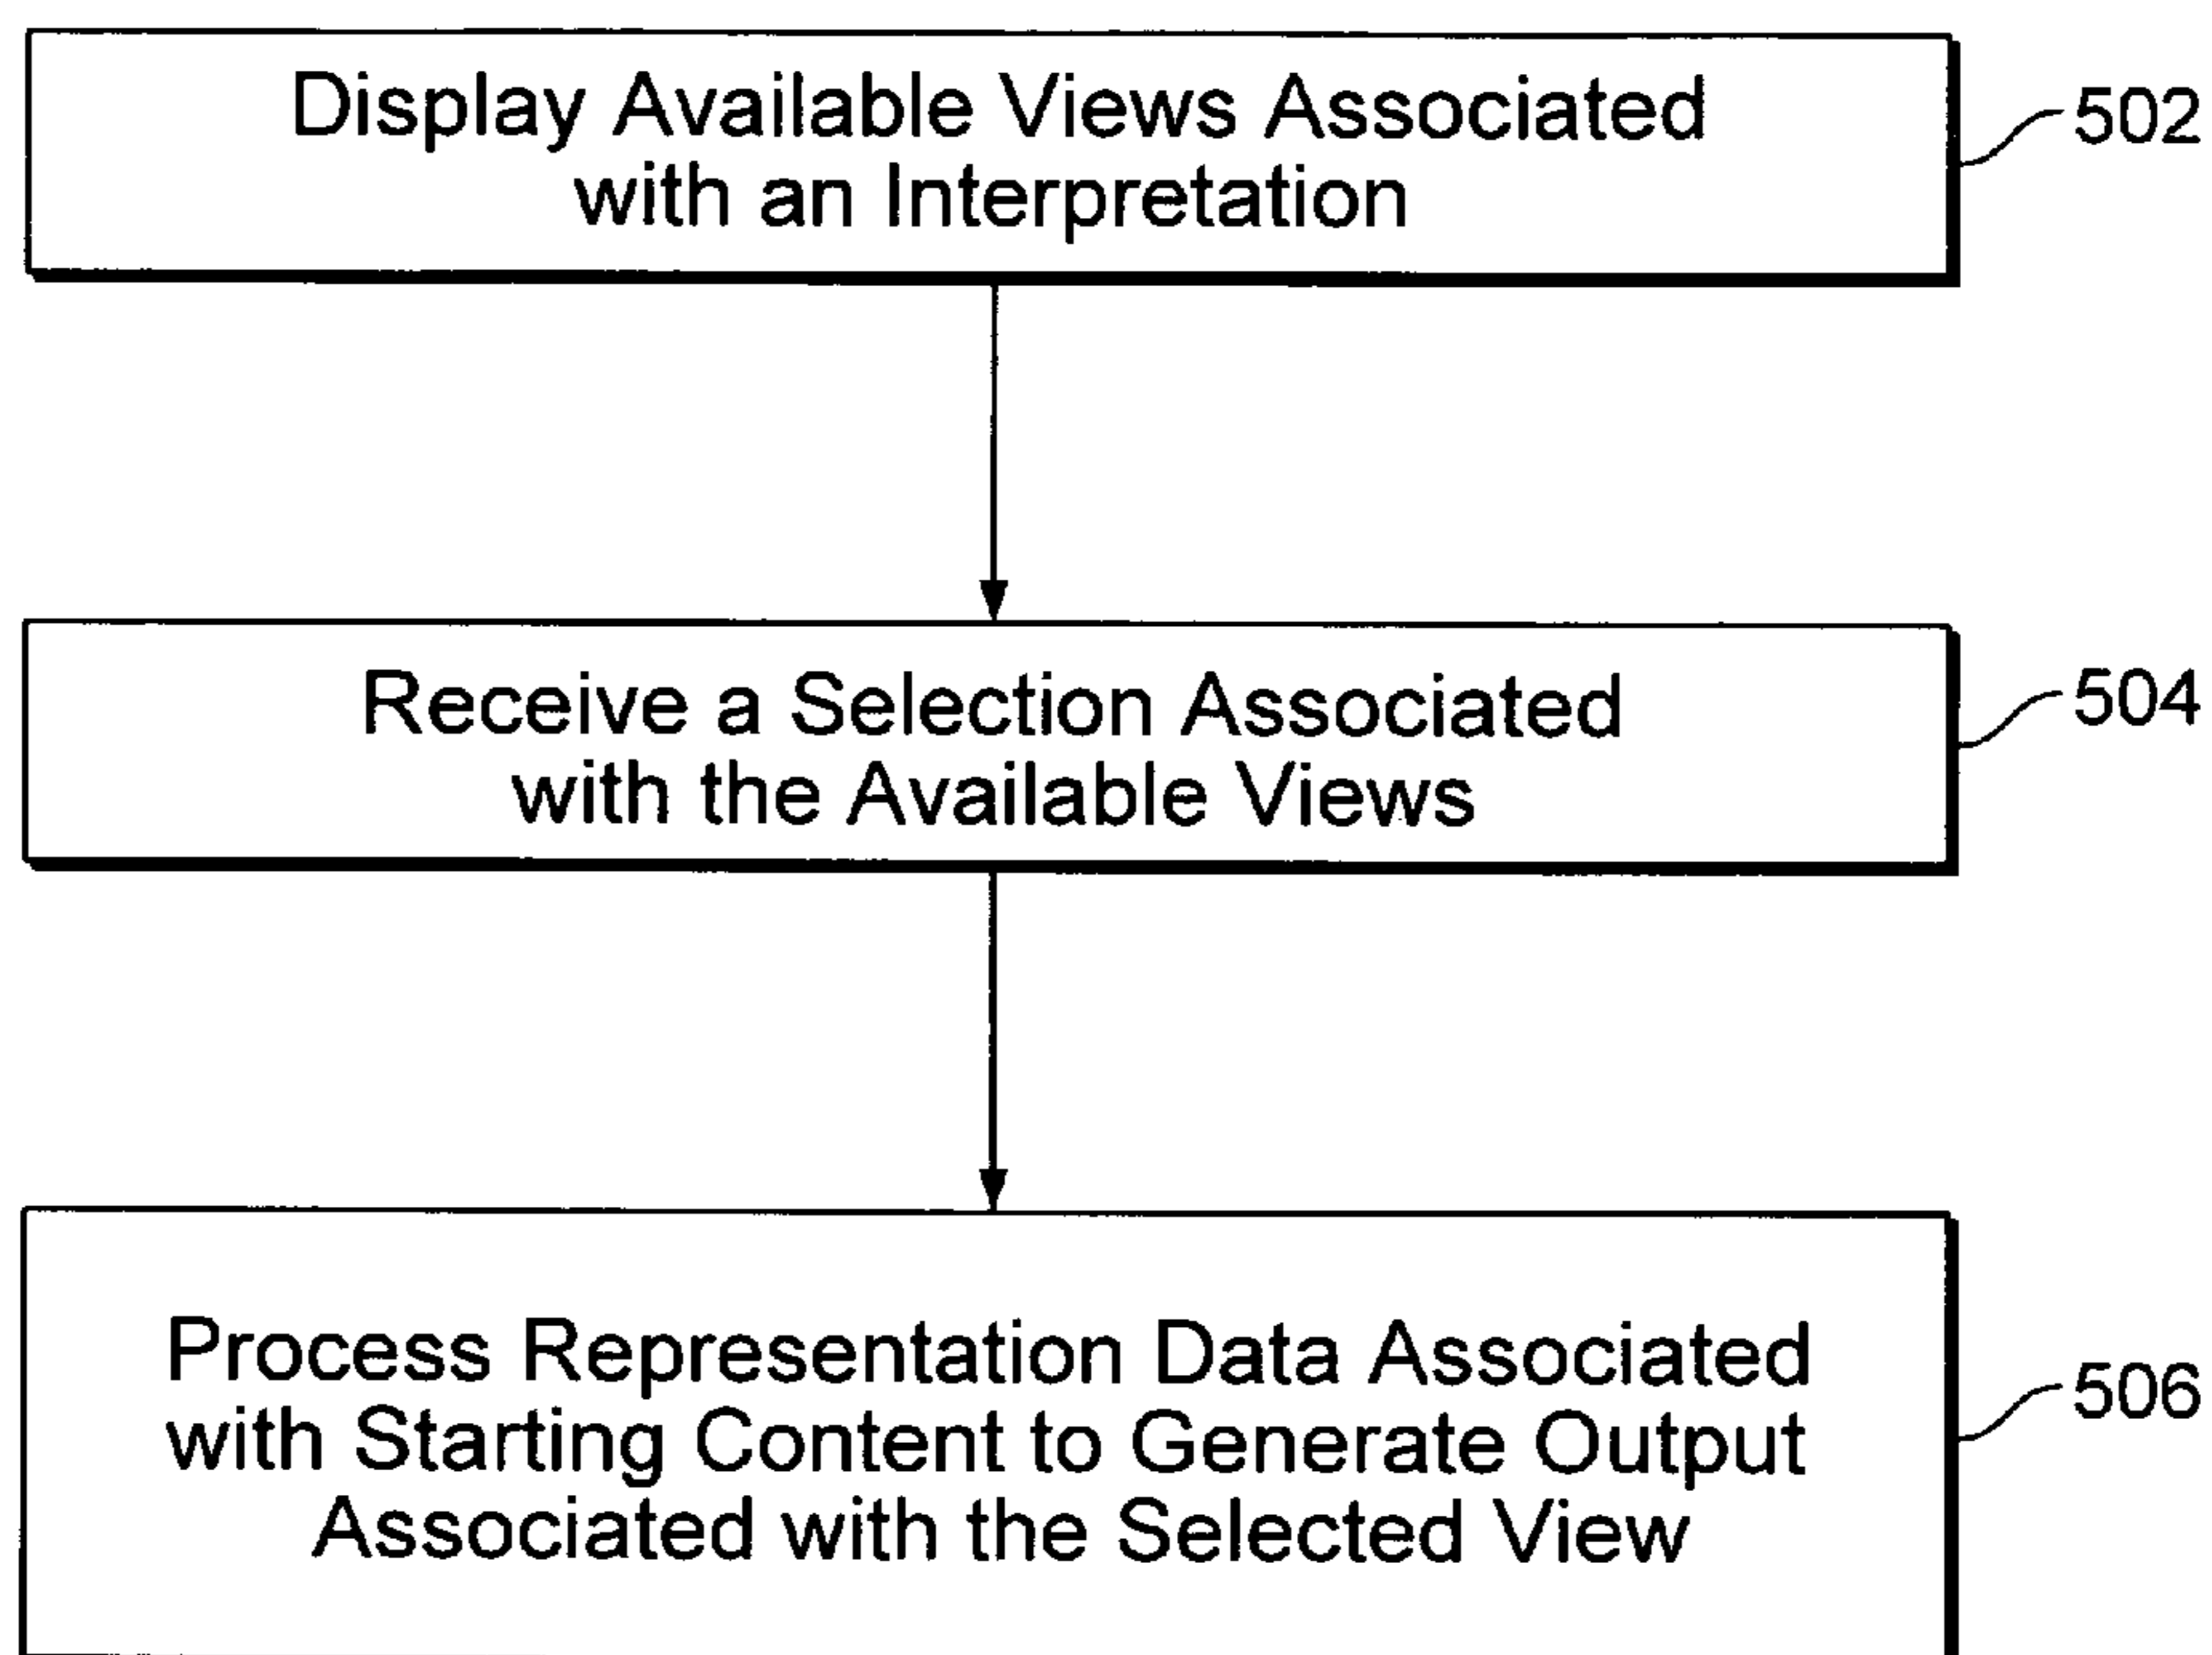 Display Available Views Associated
with an Interpretation
502
Receive a Selection Associated
with the Available Views
504
Process Representation Data Associated
with Starting Content to Generate Output
Associated with the Selected View
506